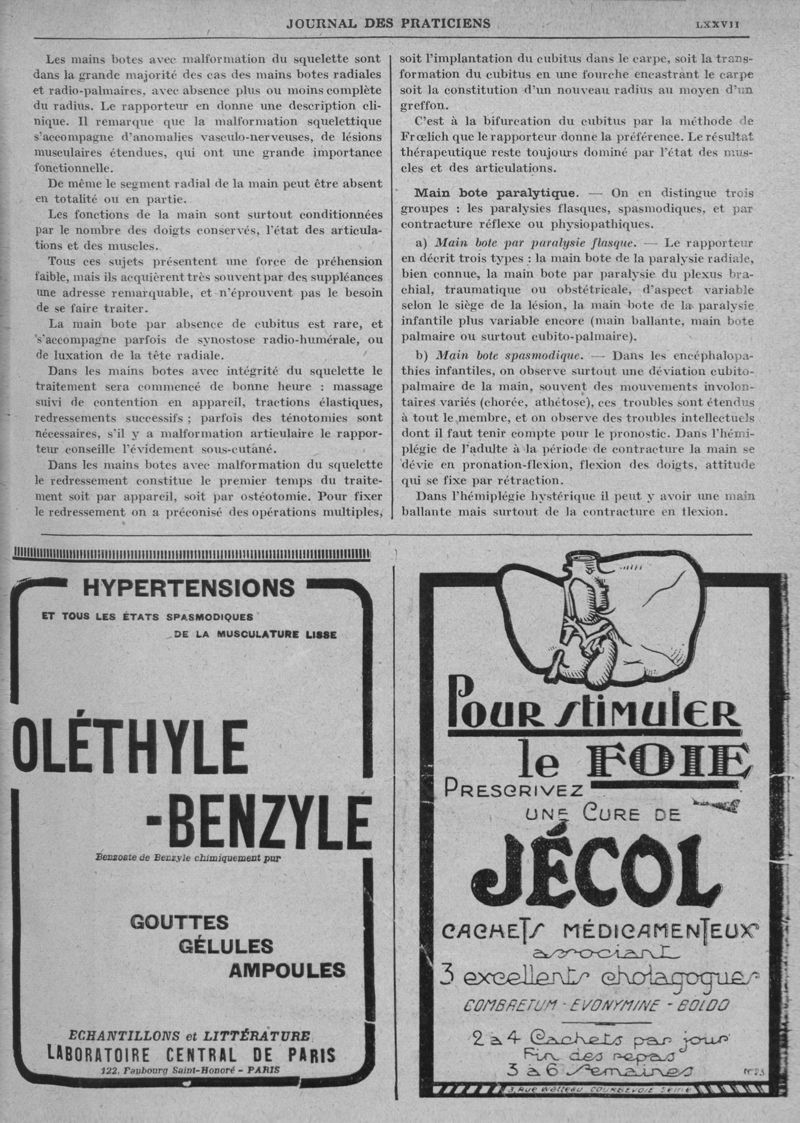 JOURNAL DES PRATICIENS
LXXVII
Les mains botes avec malformation du squelette sont
dans la grande majorité des cas des mains botes radiales
et radio-palmaires, avec absence plus ou moins complète
du radius. Le rapporteur en donne une description cli-
nique. Il remarque que la malformation squelettique
s'accompagne d'anomalies vasculo-nerveuses, de lésions
musculaires étendues, qui ont une grande importance
fonctionnelle.
De même le segment radial de la main peut être absent
en totalité ou en partie.
Les fonctions de la main sont surtout conditionnées
par le nombre des doigts conservés, l'état des articula-
tions et des muscles.
Tous ces sujets présentent une force de préhension
faible, mais ils acquièrent très souvent par des suppléances
une adresse remarquable, et n'éprouvent pas le besoin
de se faire traiter.
La main bote par absence de cubitus est rare, et
s'accompagne parfois de synostose radio-humérale, ou
de luxation de la tête radiale.
Dans les mains botes avec intégrité du squelette le
traitement sera commencé de bonne heure : massage
suivi de contention en appareil, tractions élastiques,
redressements successifs ; parfois des ténotomies sont
nécessaires, s'il y a malformation articulaire le rappor-
teur conseille l'évidement sous-cutané.
Dans les mains botes avec malformation du squelette
le redressement constitue le premier temps du traite-
ment soit par appareil, soit par ostéotomie. Pour fixer
le redressement on a préconisé des opérations multiples,
soit l'implantation du cubitus dans le carpe, soit la trans-
formation du cubitus en une fourche encastrant le carpe
soit la constitution d'un nouveau radius au moyen d'un
greffon.
C'est à la bifurcation du cubitus par la méthode de
Frœlich que le rapporteur donne la préférence. Le résultat
thérapeutique reste toujours dominé par l'état des mus-
cles et des articulations.
Main bote paralytique. — On en distingue trois
groupes : les paralysies flasques, spasmodiques, et par
contracture réflexe ou physiopathiques.
a) Main bote par paralysie flasque. — Le rapporteur
en décrit trois types : la main bote de la paralysie radiale,
bien connue, la main bote par paralysie du plexus bra-
chial, traumatique ou obstétricale, d'aspect variable
selon le siège de la lésion, la main bote de la paralysie
infantile plus variable encore (main ballante, main bote
palmaire ou surtout cubito-palmaire).
b) Main bote spasmodique. — Dans les encéphalopa-
thies infantiles, on observe surtout une déviation cubito-
palmaire de la main, souvent des mouvements involon-
taires variés (chorée, athétose), ces troubles sont étendus
à tout le membre, et on observe des troubles intellectuels
dont il faut tenir compte pour le pronostic. Dans l'hémi-
plégie de l'adulte à la période de contracture la main se
dévie en pronation-flexion, flexion des doigts, attitude
qui se fixe par rétraction.
Dans l'hémiplégie hystérique il peut y avoir une main
ballante mais surtout de la contracture en flexion.
HYPERTENSIONS
ET TOUS LES ÉTATS SPASMODIQUES
DE LA MUSCULATURE LISSE
OLÉTHYLE
-BENZYLE
Benzoate de Benzyle chimiquement pur
GOUTTES
GÉLULES
AMPOULES
ECHANTILLONS et LITTÉRATURE
LABORATOIRE CENTRAL DE PARIS
122, Faubourg Saint-Honoré - PARIS
Pour stimuler
le FOIE
PRESCRIVEZ
UNE CURE DE
JÉCOL
CACHETS MÉDICAMENTEUX
associant
3 excellents cholagogues
COMBRETUM - EVONYMINE - BOLDO
2 à 4 Cachets par jour
Fin des repas
3 à 6 Semaines
3, Rue Watteau COURBEVOIE Seine